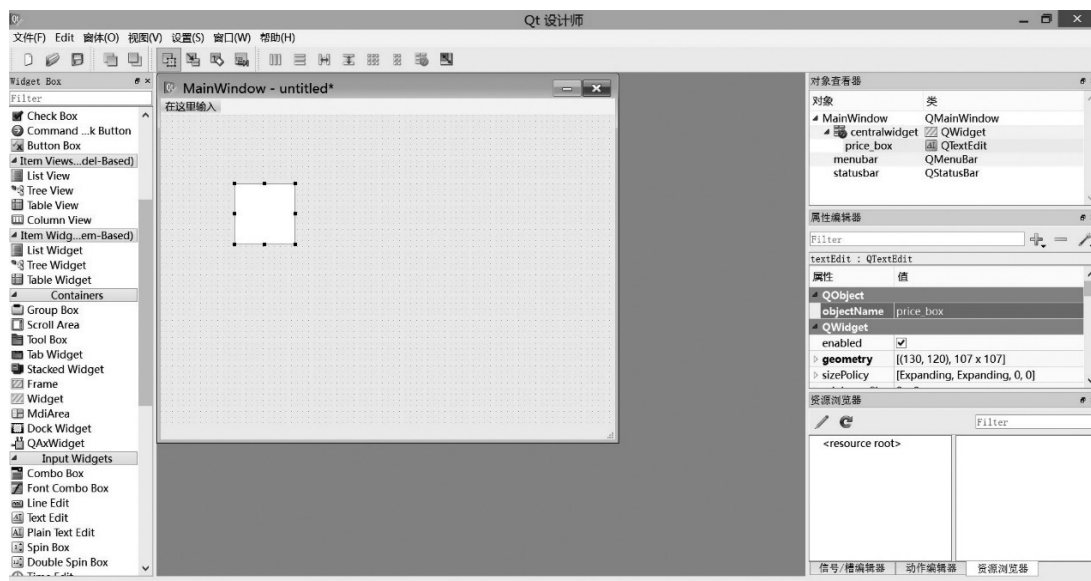 Qt 设计师
文件(F) Edit 窗体(O) 视图(V) 设置(S) 窗口(W) 帮助(H)
Widget Box
Filter
Check Box
Command ...k Button
Button Box
Item Views...del-Based)
List View
Tree View
Table View
Column View
Item Widg...em-Based)
List Widget
Tree Widget
Table Widget
Containers
Group Box
Scroll Area
Tool Box
Tab Widget
Stacked Widget
Frame
Widget
MdiArea
Dock Widget
QAxWidget
Input Widgets
Combo Box
Font Combo Box
Line Edit
Text Edit
Plain Text Edit
Spin Box
Double Spin Box
MainWindow - untitled*
在这里输入
对象查看器
对象 类
MainWindow QMainWindow
centralwidget QWidget
price_box QTextEdit
menubar QMenuBar
statusbar QStatusBar
属性编辑器
Filter
textEdit : QTextEdit
属性 值
QObject
objectName price_box
QWidget
enabled
geometry [(130, 120), 107 x 107]
sizePolicy [Expanding, Expanding, 0, 0]
资源浏览器
Filter
<resource root>
信号/槽编辑器 动作编辑器 资源浏览器